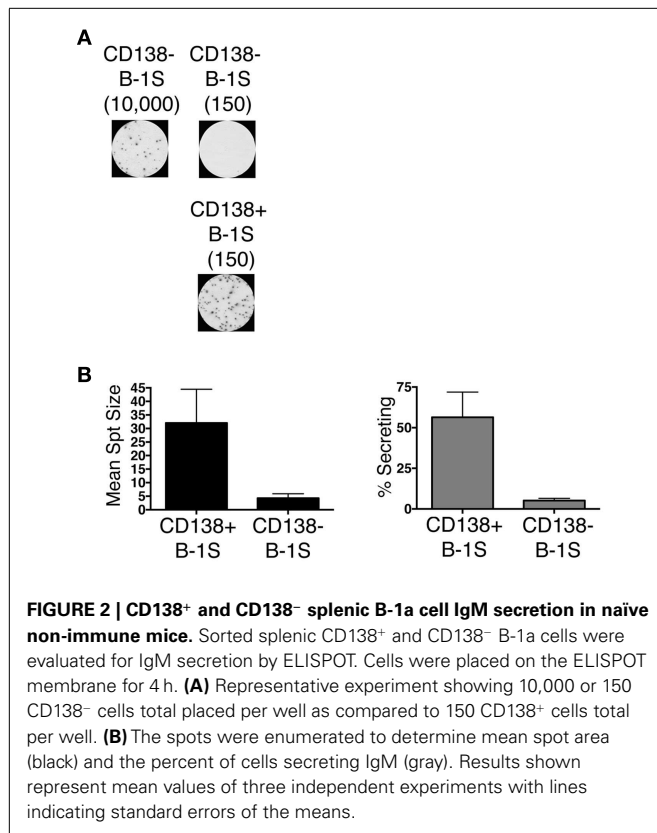 A
CD138- CD138-
B-1S B-1S
(10,000) (150)
CD138+
B-1S
(150)
B
Mean Spt Size
45
40
35
30
25
20
15
10
5
0
CD138+ CD138-
B-1S B-1S
% Secreting
75
50
25
0
CD138+ CD138-
B-1S B-1S
FIGURE 2 | CD138⁺ and CD138⁻ splenic B-1a cell IgM secretion in naïve
non-immune mice. Sorted splenic CD138⁺ and CD138⁻ B-1a cells were
evaluated for IgM secretion by ELISPOT. Cells were placed on the ELISPOT
membrane for 4 h. (A) Representative experiment showing 10,000 or 150
CD138⁻ cells total placed per well as compared to 150 CD138⁺ cells total
per well. (B) The spots were enumerated to determine mean spot area
(black) and the percent of cells secreting IgM (gray). Results shown
represent mean values of three independent experiments with lines
indicating standard errors of the means.